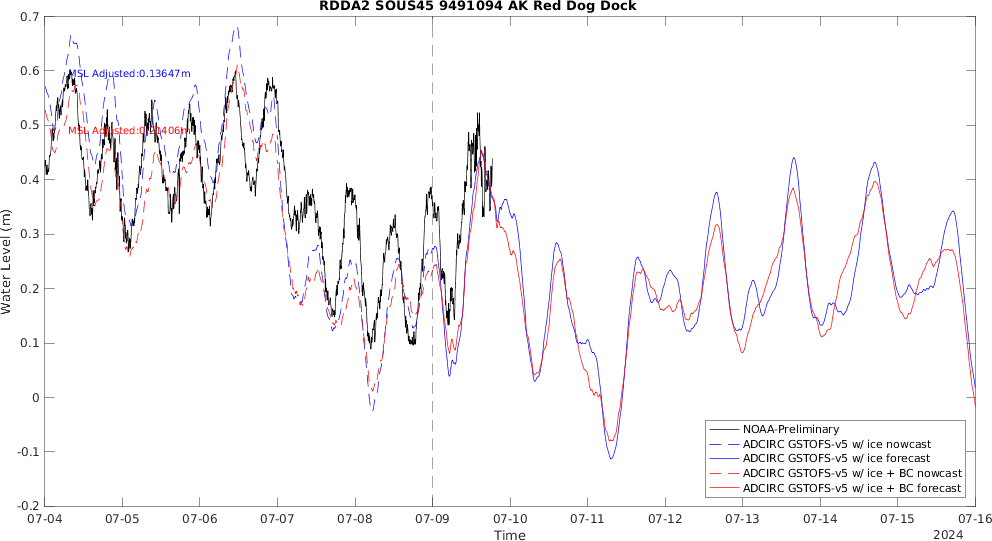 RDDA2 SOUS45 9491094 AK Red Dog Dock
0.7
0.6
0.5
0.4
0.3
0.2
0.1
0
-0.1
-0.2
Water Level (m)
MSL Adjusted:0.13647m
MSL Adjusted:
NOAA-Preliminary
ADCIRC GSTOFS-v5 w/ ice nowcast
ADCIRC GSTOFS-v5 w/ ice forecast
ADCIRC GSTOFS-v5 w/ ice + BC nowcast
ADCIRC GSTOFS-v5 w/ ice + BC forecast
07-04 07-05 07-06 07-07 07-08 07-09 07-10 07-11 07-12 07-13 07-14 07-15 07-16
Time
2024